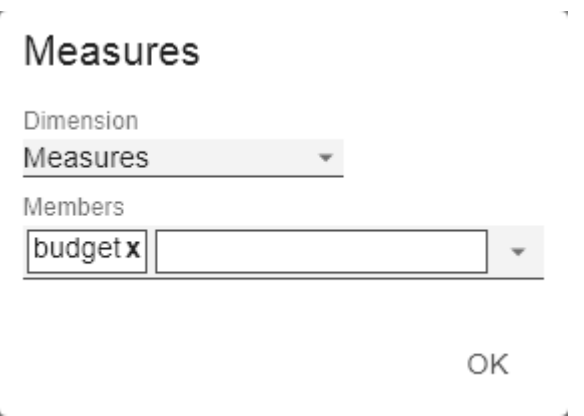 Measures
Dimension
Measures
Members
budget x
OK